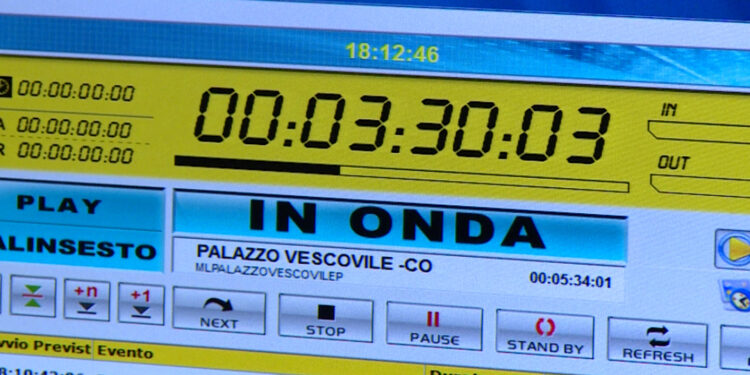 18:12:46
00:00:00:00
00:03:30:03
IN
A 00:00:00:00
R 00:00:00:00
OUT
PLAY
IN ONDA
ALINSESTO
PALAZZO VESCOVILE -CO
MLPALAZZOVESCOVILEP
00:05:34:01
+n
+1
NEXT
STOP
PAUSE
STAND BY
REFRESH
vvio Previst Evento